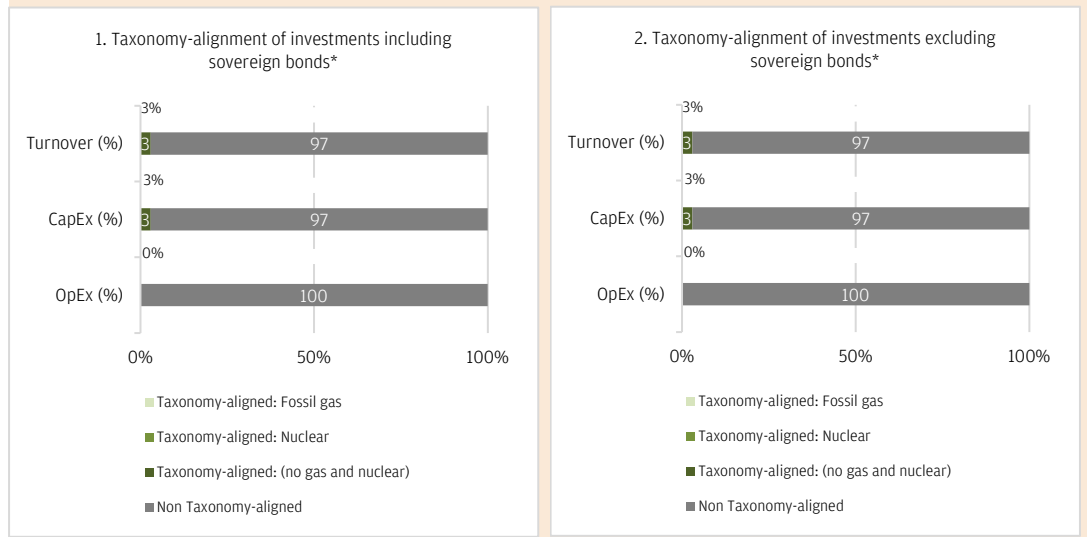 1. Taxonomy-alignment of investments including
sovereign bonds*
3%
Turnover (%)
3
97
3%
CapEx (%)
3
97
0%
OpEx (%)
100
0%
50%
100%
Taxonomy-aligned: Fossil gas
Taxonomy-aligned: Nuclear
Taxonomy-aligned: (no gas and nuclear)
Non Taxonomy-aligned
2. Taxonomy-alignment of investments excluding
sovereign bonds*
3%
Turnover (%)
3
97
3%
CapEx (%)
3
97
0%
OpEx (%)
100
0%
50%
100%
Taxonomy-aligned: Fossil gas
Taxonomy-aligned: Nuclear
Taxonomy-aligned: (no gas and nuclear)
Non Taxonomy-aligned